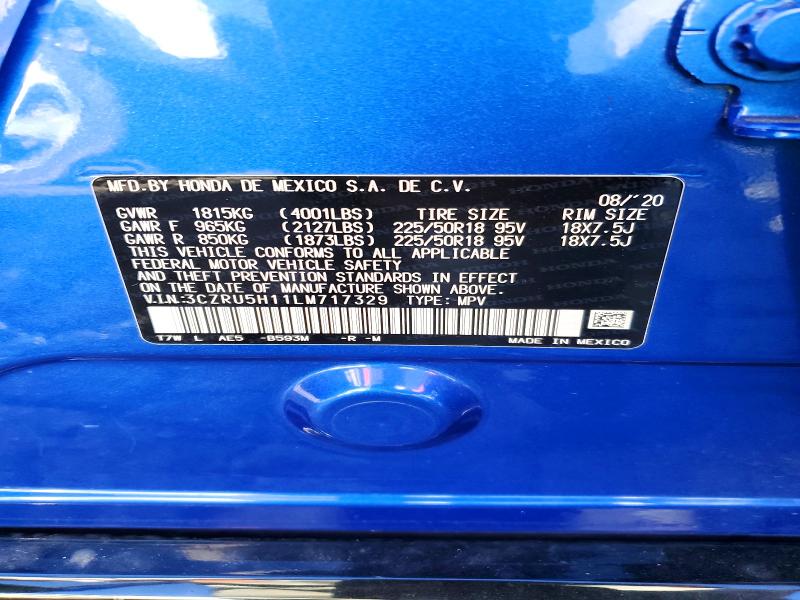 MFD.BY HONDA DE MEXICO S.A. DE C.V.
08/'20
GVWR 1815KG (4001LBS) TIRE SIZE RIM SIZE
GAWR F 965KG (2127LBS) 225/50R18 95V 18X7.5J
GAWR R 850KG (1873LBS) 225/50R18 95V 18X7.5J
THIS VEHICLE CONFORMS TO ALL APPLICABLE
FEDERAL MOTOR VEHICLE SAFETY
AND THEFT PREVENTION STANDARDS IN EFFECT
ON THE DATE OF MANUFACTURE SHOWN ABOVE.
V.I.N:3CZRU5H11LM717329 TYPE: MPV
T7W L AE5 -B593M -R -M MADE IN MEXICO